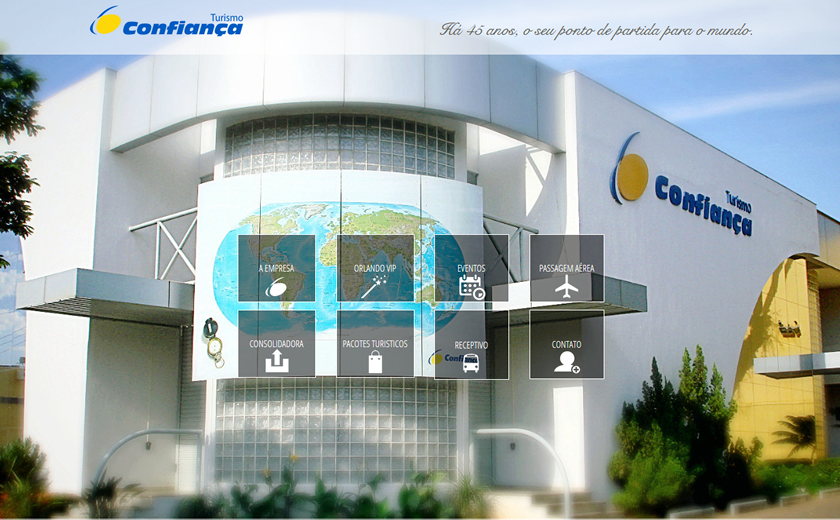 Turismo
Confiança
Há 45 anos, o seu ponto de partida para o mundo.
Turismo
Confiança
A EMPRESA
ORLANDO VIP
EVENTOS
PASSAGEM AÉREA
CONSOLIDADORA
PACOTES TURISTICOS
RECEPTIVO
CONTATO